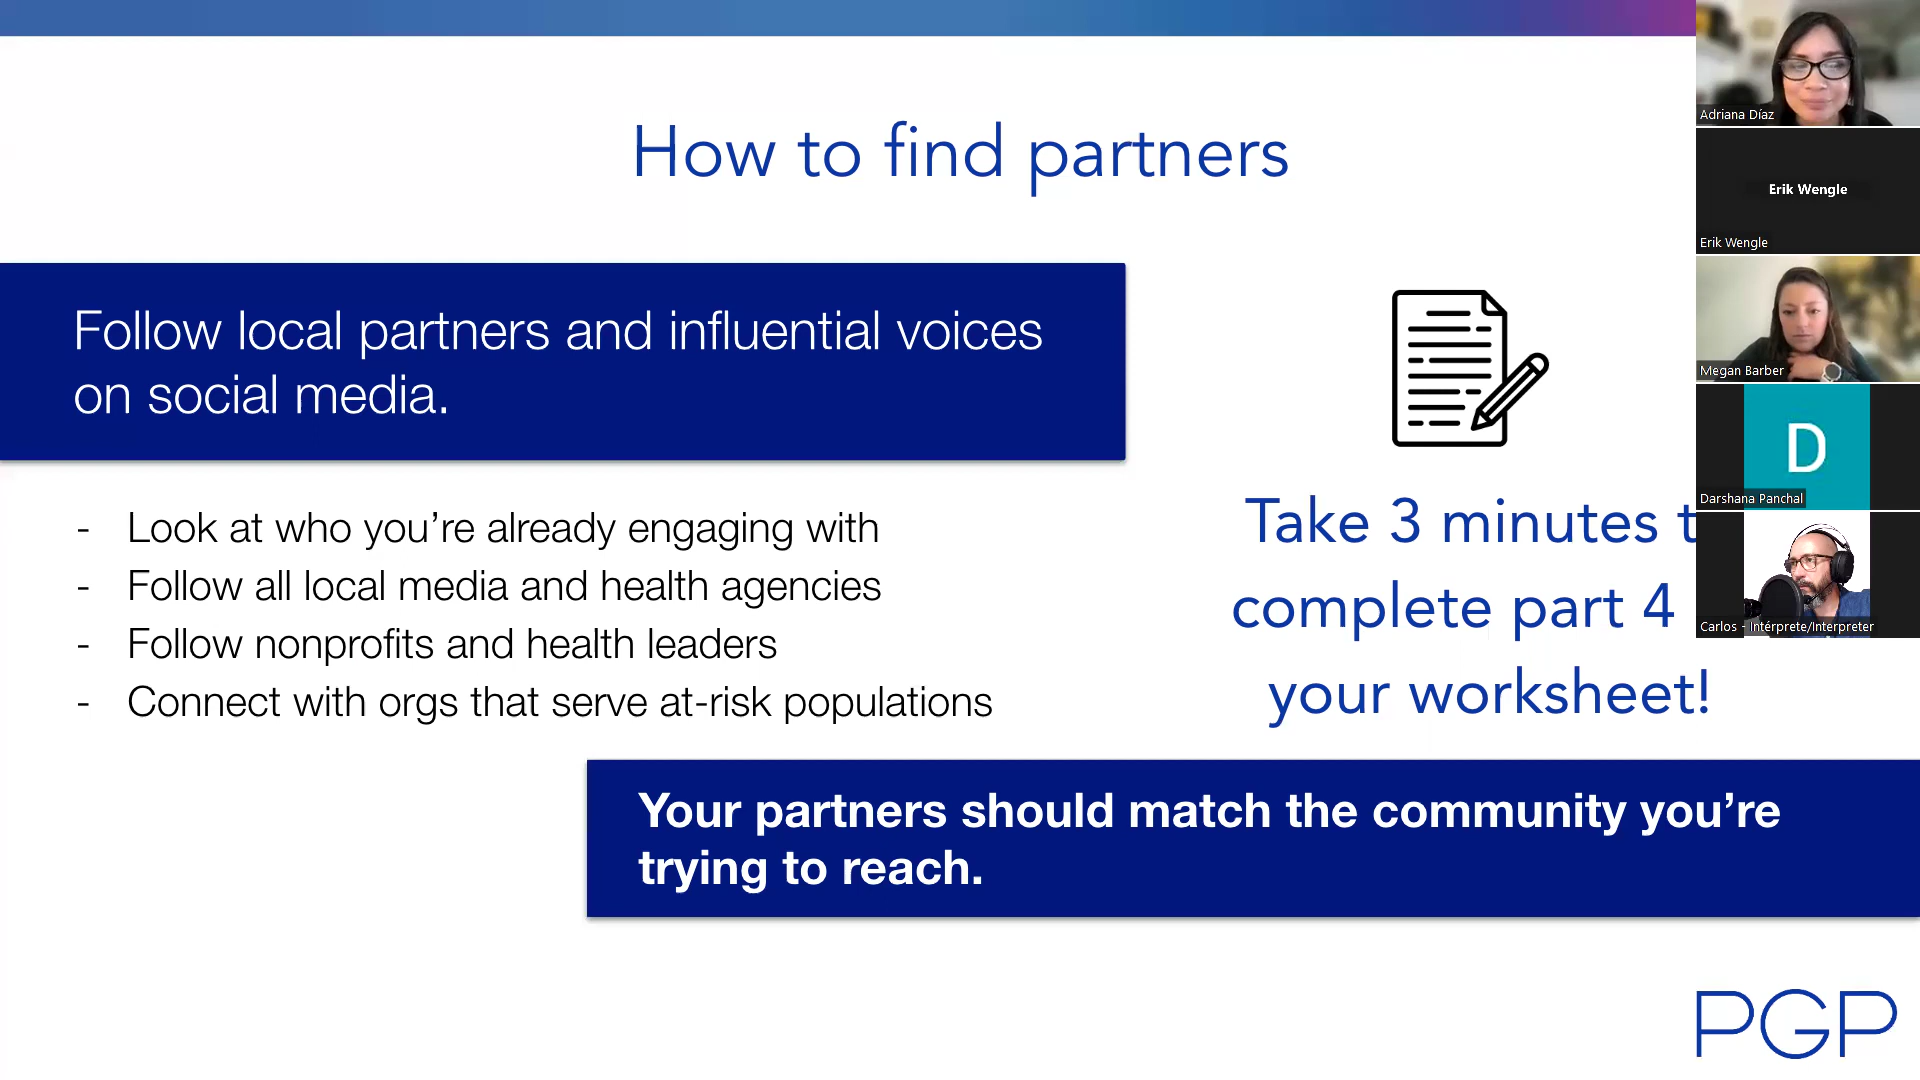 How to find partners
Follow local partners and influential voices
on social media.
- Look at who you’re already engaging with
- Follow all local media and health agencies
- Follow nonprofits and health leaders
- Connect with orgs that serve at-risk populations
Take 3 minutes t
complete part 4
your worksheet!
Your partners should match the community you’re
trying to reach.
PGP
Adriana Díaz
Erik Wengle
Erik Wengle
Megan Barber
D
Darshana Panchal
Carlos - Intérprete/Interpreter